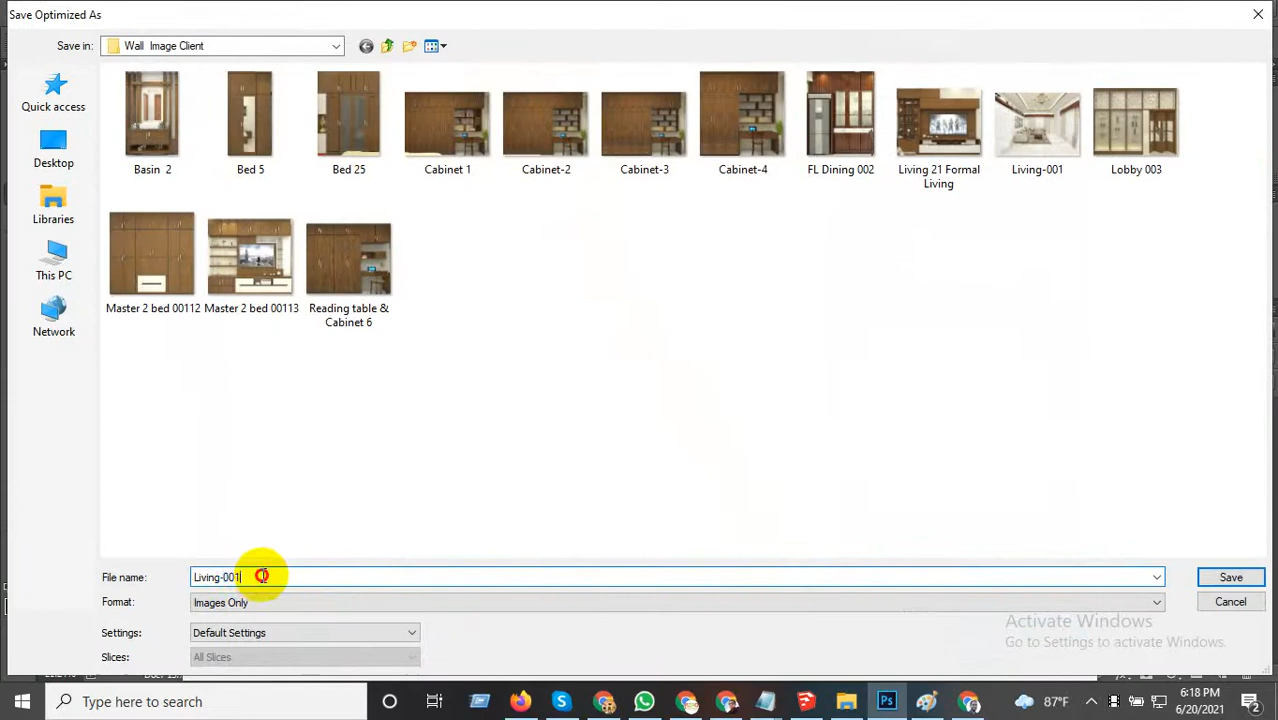 Save Optimized As
Save in:
Wall Image Client
Quick access
Desktop
Libraries
This PC
Network
Basin 2
Bed 5
Bed 25
Cabinet 1
Cabinet-2
Cabinet-3
Cabinet-4
FL Dining 002
Living 21 Formal
Living
Living-001
Lobby 003
Master 2 bed 00112
Master 2 bed 00113
Reading table &
Cabinet 6
File name:
Living-001
Save
Format:
Images Only
Cancel
Activate Windows
Go to Settings to activate Windows.
Settings:
Default Settings
Slices:
All Slices
Type here to search
Ps
87°F
6:18 PM
6/20/2021
2